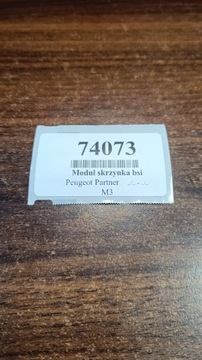 74073
Moduł skrzynka bsi
Peugeot Partner .-. - .-.
M3